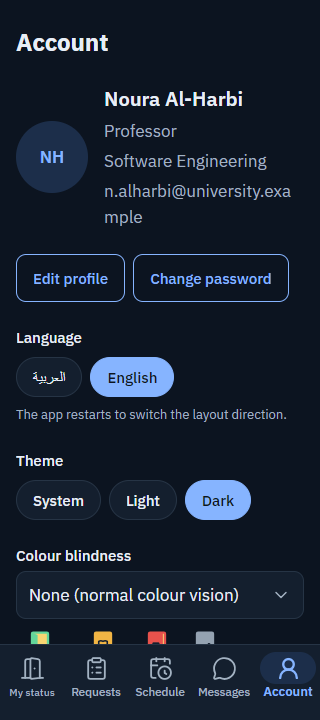 Account
Noura Al-Harbi
NH
Professor
Software Engineering
n.alharbi@university.exa
mple
Edit profile
Change password
Language
العربية
English
The app restarts to switch the layout direction.
Theme
System
Light
Dark
Colour blindness
None (normal colour vision)
My status
Requests
Schedule
Messages
Account